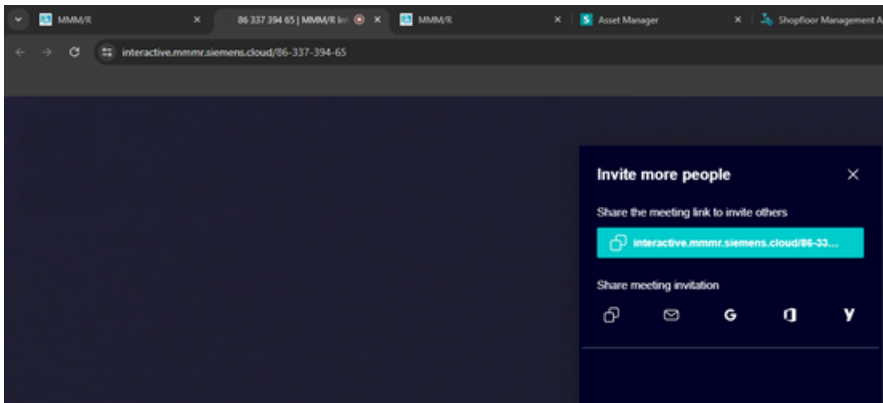 MMM/R
86 337 394 65 | MMM/R
MMM/R
Asset Manager
Shopfloor Management A
interactive.mmmr.siemens.cloud/86-337-394-65
Invite more people
Share the meeting link to invite others
interactive.mmmr.siemens.cloud/86-33...
Share meeting invitation